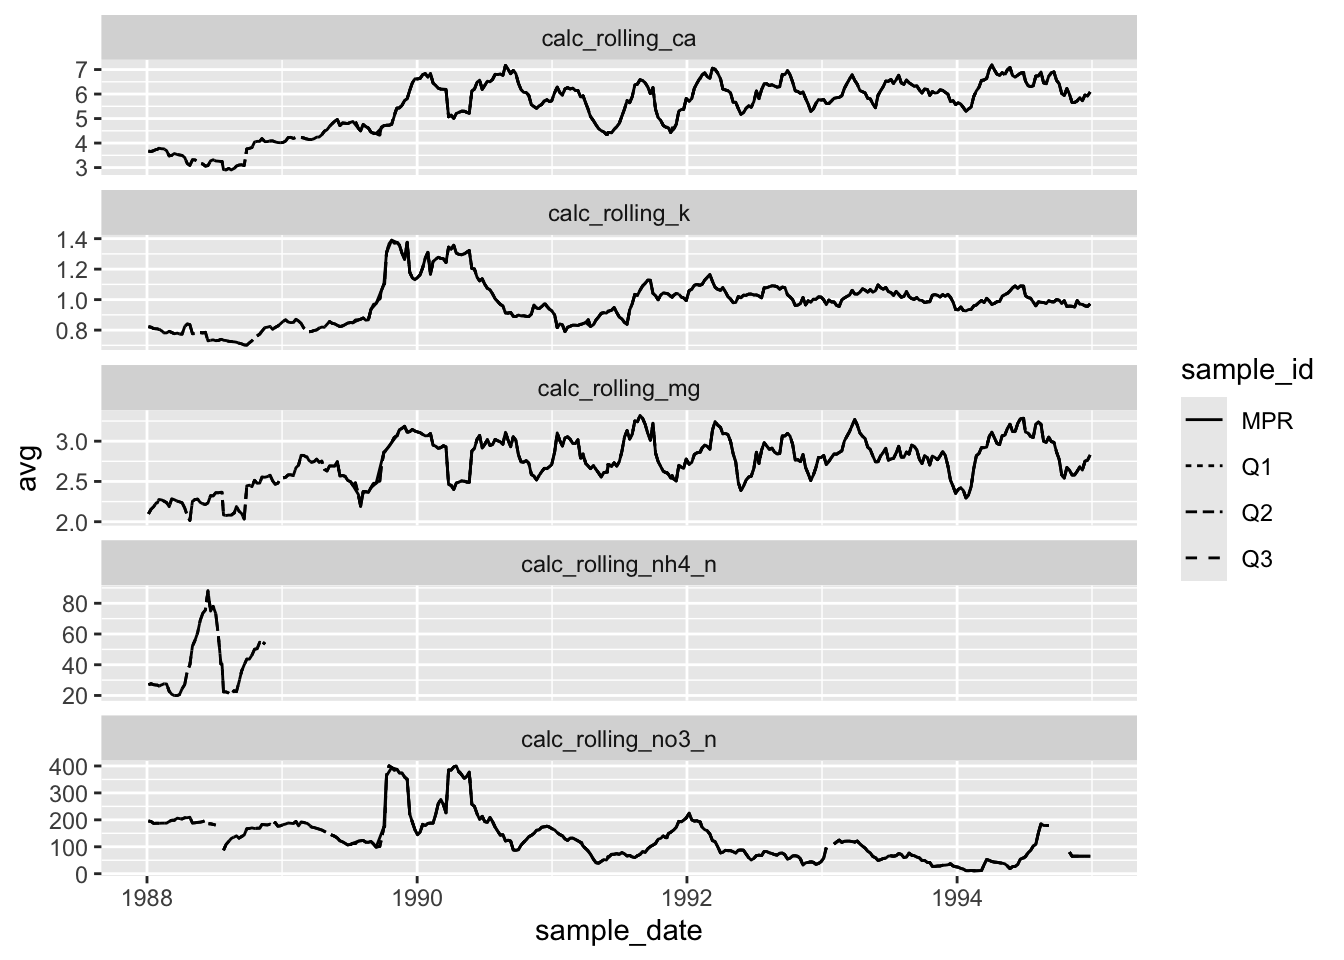 calc_rolling_ca
7
6
5
4
3
calc_rolling_k
1.4
1.2
1.0
0.8
calc_rolling_mg
3.0
2.5
2.0
calc_rolling_nh4_n
80
60
40
20
calc_rolling_no3_n
400
300
200
100
0
1988 1990 1992 1994
sample_date
avg
sample_id
MPR
Q1
Q2
Q3